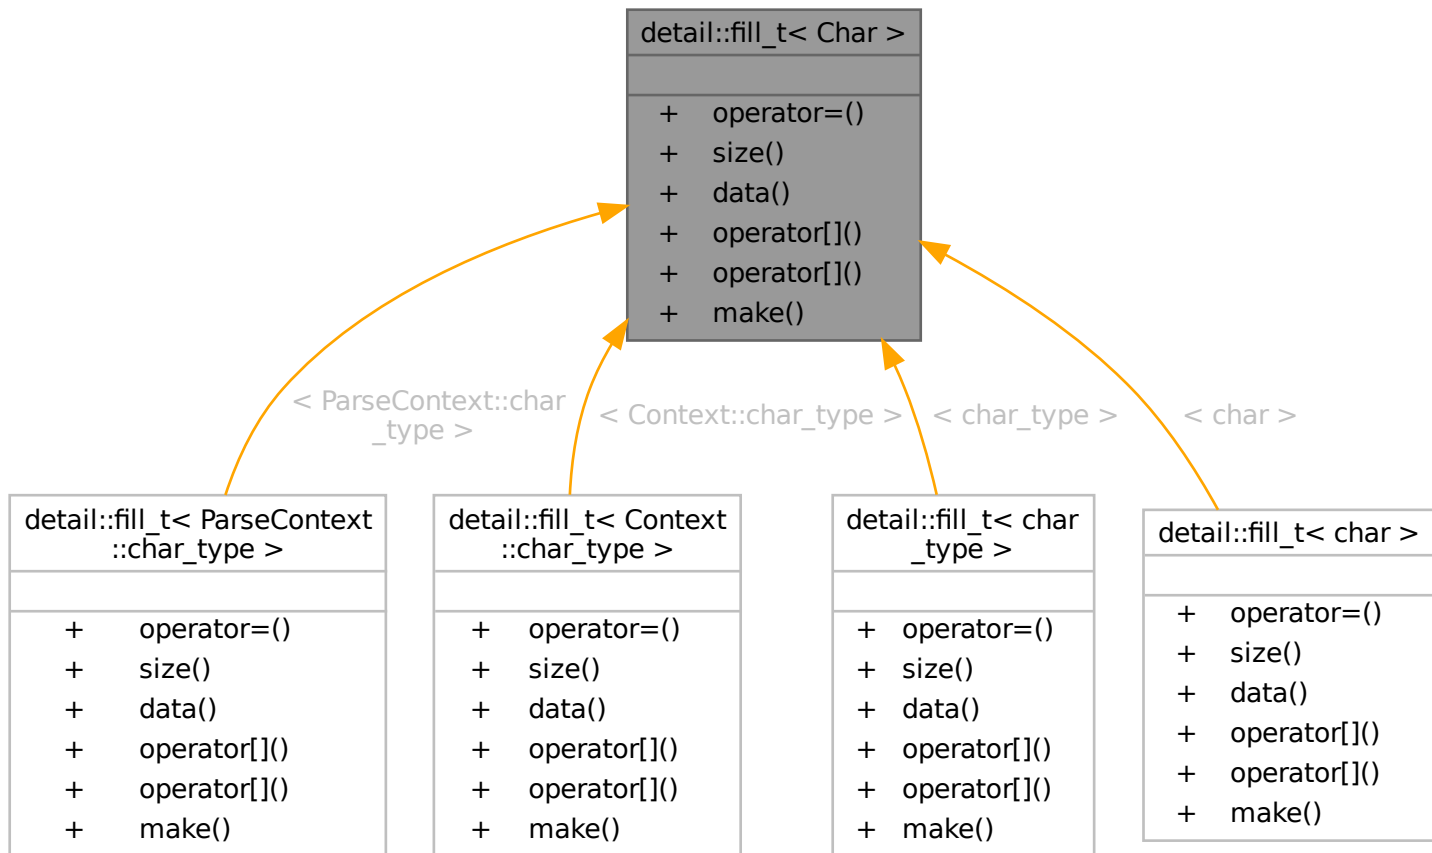 detail::fill_t< Char >
+ operator=()
+ size()
+ data()
+ operator[]()
+ operator[]()
+ make()
< ParseContext::char
_type >
< Context::char_type >
< char_type >
< char >
detail::fill_t< ParseContext
::char_type >
+ operator=()
+ size()
+ data()
+ operator[]()
+ operator[]()
+ make()
detail::fill_t< Context
::char_type >
+ operator=()
+ size()
+ data()
+ operator[]()
+ operator[]()
+ make()
detail::fill_t< char
_type >
+ operator=()
+ size()
+ data()
+ operator[]()
+ operator[]()
+ make()
detail::fill_t< char >
+ operator=()
+ size()
+ data()
+ operator[]()
+ operator[]()
+ make()